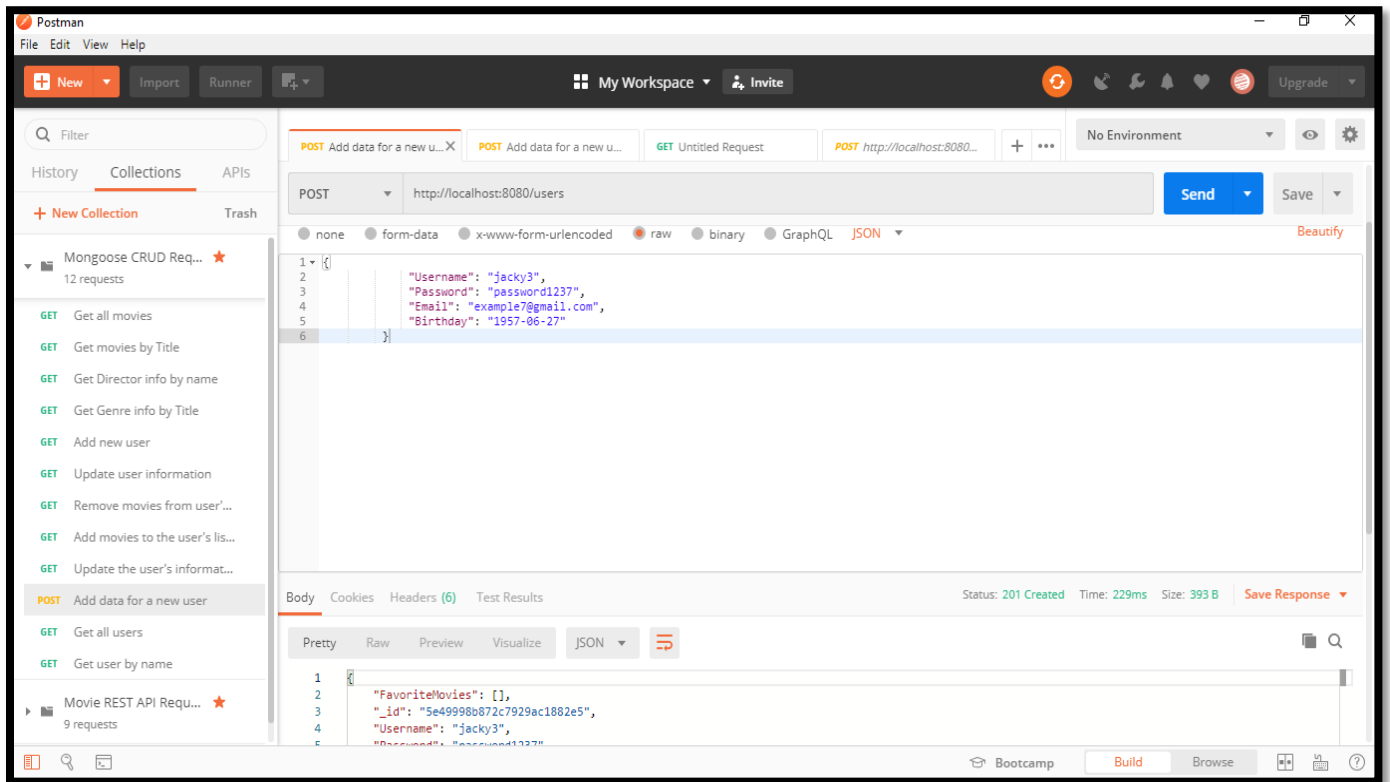 Postman
File Edit View Help
New Import Runner My Workspace Invite Upgrade
Filter
History Collections APIs
+ New Collection Trash
Mongoose CRUD Req...
12 requests
GET Get all movies
GET Get movies by Title
GET Get Director info by name
GET Get Genre info by Title
GET Add new user
GET Update user information
GET Remove movies from user'...
GET Add movies to the user's lis...
GET Update the user's informat...
POST Add data for a new user
GET Get all users
GET Get user by name
Movie REST API Requ...
9 requests
POST Add data for a new u... X POST Add data for a new u... GET Untitled Request POST http://localhost:8080... + ••• No Environment
POST http://localhost:8080/users Send Save
none form-data x-www-form-urlencoded raw binary GraphQL JSON Beautify
1 {
2 "Username": "jacky3",
3 "Password": "password1237",
4 "Email": "example7@gmail.com",
5 "Birthday": "1957-06-27"
6 }
Body Cookies Headers (6) Test Results Status: 201 Created Time: 229ms Size: 393 B Save Response
Pretty Raw Preview Visualize JSON
1 {
2 "FavoriteMovies": [],
3 "_id": "5e49998b872c7929ac1882e5",
4 "Username": "jacky3",
5 "Password": "password1237"
Bootcamp Build Browse